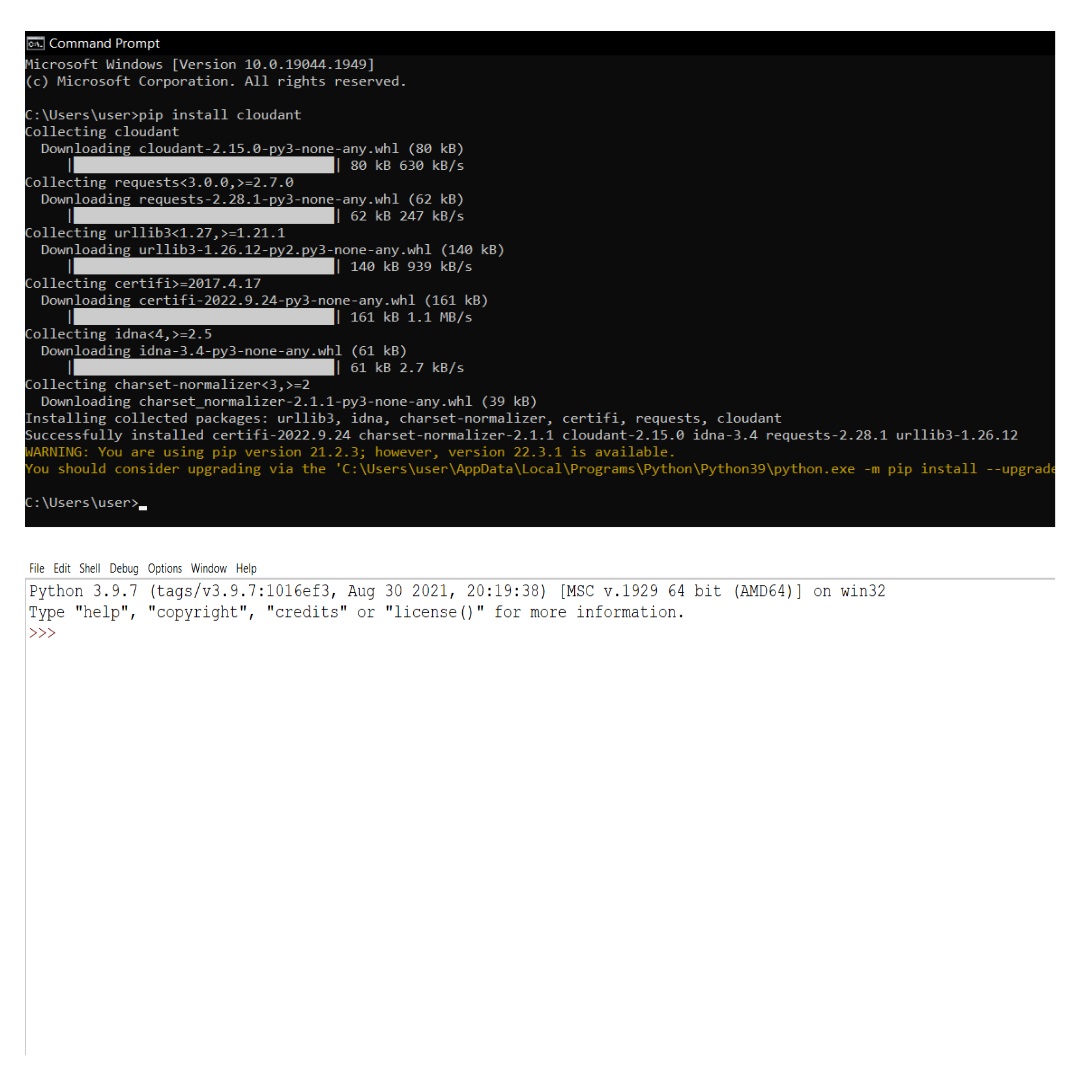 Command Prompt
Microsoft Windows [Version 10.0.19044.1949]
(c) Microsoft Corporation. All rights reserved.
C:\Users\user>pip install cloudant
Collecting cloudant
Downloading cloudant-2.15.0-py3-none-any.whl (80 kB)
| | 80 kB 630 kB/s
Collecting requests<3.0.0,>=2.7.0
Downloading requests-2.28.1-py3-none-any.whl (62 kB)
| | 62 kB 247 kB/s
Collecting urllib3<1.27,>=1.21.1
Downloading urllib3-1.26.12-py2.py3-none-any.whl (140 kB)
| | 140 kB 939 kB/s
Collecting certifi>=2017.4.17
Downloading certifi-2022.9.24-py3-none-any.whl (161 kB)
| | 161 kB 1.1 MB/s
Collecting idna<4,>=2.5
Downloading idna-3.4-py3-none-any.whl (61 kB)
| | 61 kB 2.7 kB/s
Collecting charset-normalizer<3,>=2
Downloading charset_normalizer-2.1.1-py3-none-any.whl (39 kB)
Installing collected packages: urllib3, idna, charset-normalizer, certifi, requests, cloudant
Successfully installed certifi-2022.9.24 charset-normalizer-2.1.1 cloudant-2.15.0 idna-3.4 requests-2.28.1 urllib3-1.26.12
WARNING: You are using pip version 21.2.3; however, version 22.3.1 is available.
You should consider upgrading via the 'C:\Users\user\AppData\Local\Programs\Python\Python39\python.exe -m pip install --upgrade
C:\Users\user>
File Edit Shell Debug Options Window Help
Python 3.9.7 (tags/v3.9.7:1016ef3, Aug 30 2021, 20:19:38) [MSC v.1929 64 bit (AMD64)] on win32
Type "help", "copyright", "credits" or "license()" for more information.
>>>